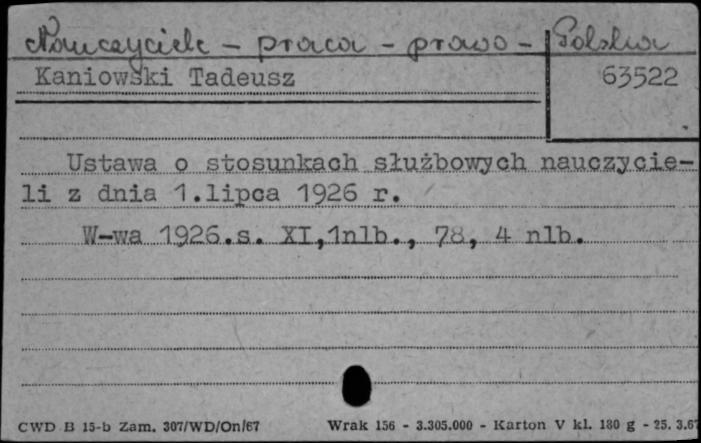 Nauczyciele - praca - prawo - Polska
Kaniowski Tadeusz 63522
Ustawa o stosunkach służbowych nauczycie-
li z dnia 1.lipca 1926 r.
W-wa 1926.s. XI,1nlb., 78, 4 nlb.
CWD B 15-b Zam. 307/WD/On/67 Wrak 156 - 3.305.000 - Karton V kl. 180 g - 25. 3.67